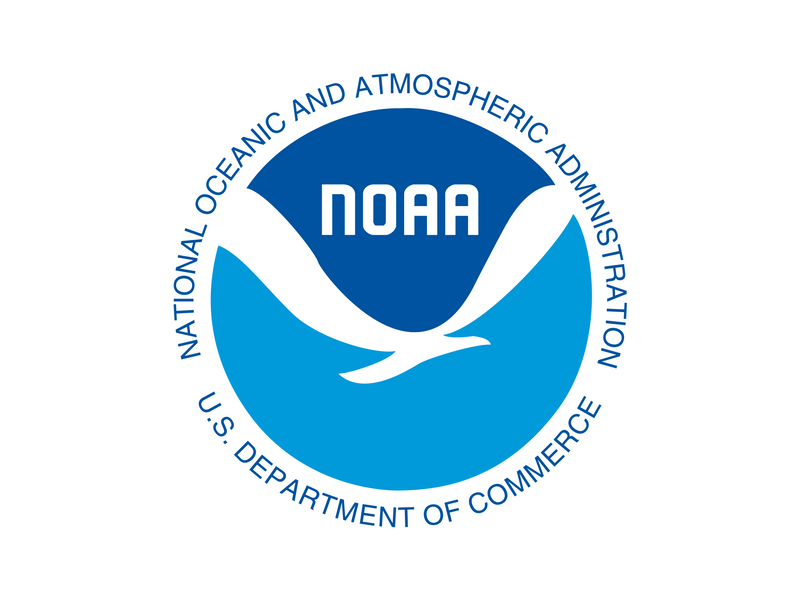 NATIONAL OCEANIC AND ATMOSPHERIC ADMINISTRATION
NOAA
U.S. DEPARTMENT OF COMMERCE